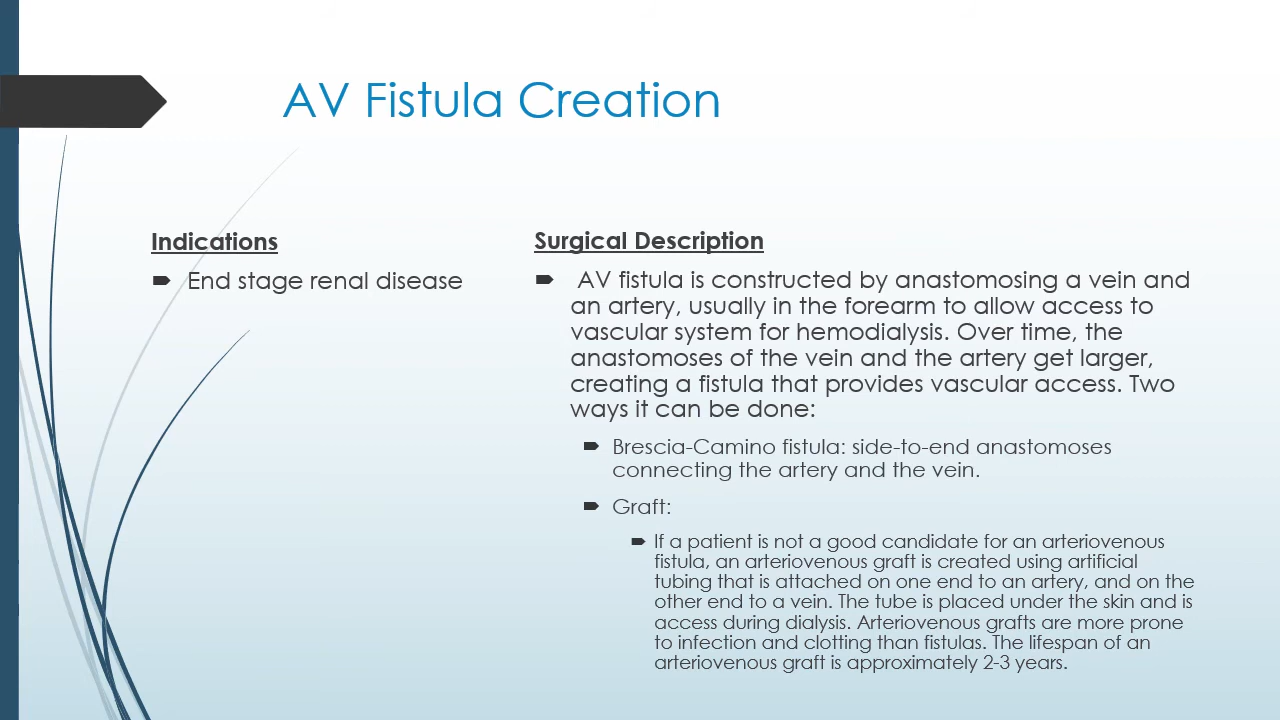 AV Fistula Creation
Indications
End stage renal disease
Surgical Description
AV fistula is constructed by anastomosing a vein and
an artery, usually in the forearm to allow access to
vascular system for hemodialysis. Over time, the
anastomoses of the vein and the artery get larger,
creating a fistula that provides vascular access. Two
ways it can be done:
Brescia-Camino fistula: side-to-end anastomoses
connecting the artery and the vein.
Graft:
If a patient is not a good candidate for an arteriovenous
fistula, an arteriovenous graft is created using artificial
tubing that is attached on one end to an artery, and on the
other end to a vein. The tube is placed under the skin and is
access during dialysis. Arteriovenous grafts are more prone
to infection and clotting than fistulas. The lifespan of an
arteriovenous graft is approximately 2-3 years.